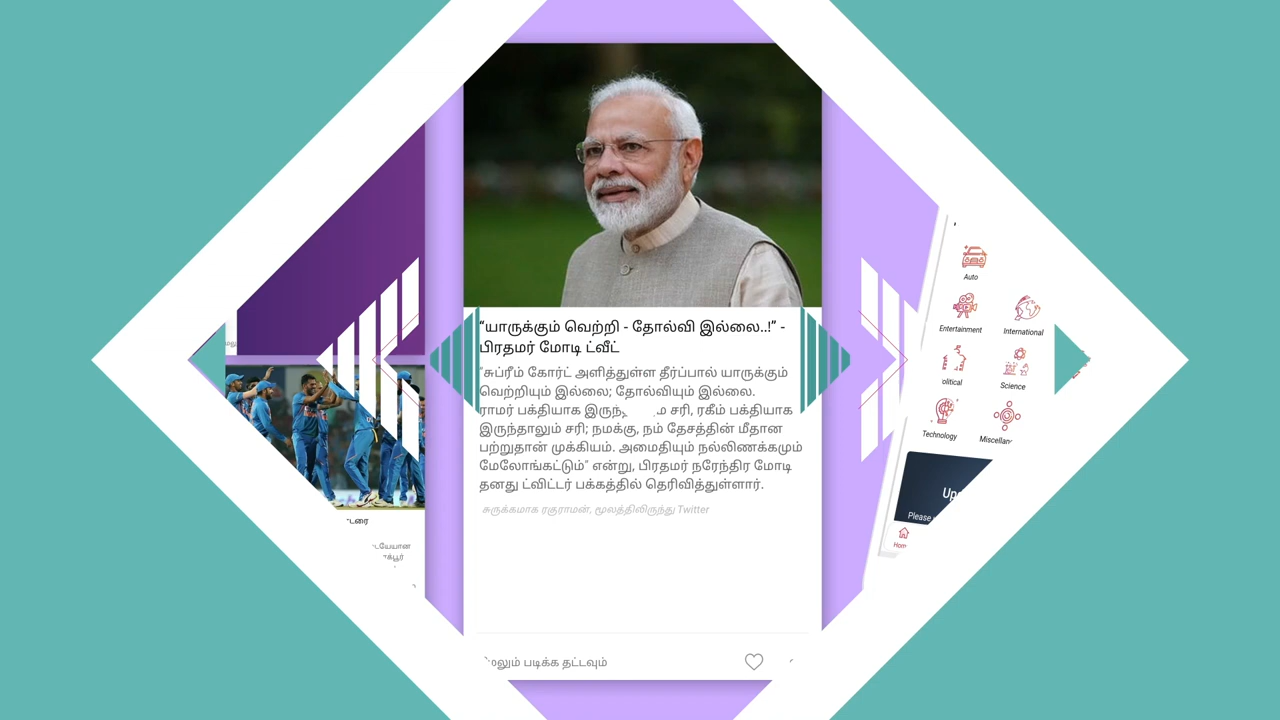 “யாருக்கும் வெற்றி - தோல்வி இல்லை..!” -
பிரதமர் மோடி ட்வீட்
"சுப்ரீம் கோர்ட் அளித்துள்ள தீர்ப்பால் யாருக்கும்
வெற்றியும் இல்லை; தோல்வியும் இல்லை.
ராமர் பக்தியாக சரி, ரகீம் பக்தியாக
இருந்தாலும் சரி; நமக்கு, நம் தேசத்தின் மீதான
பற்றுதான் முக்கியம். அமைதியும் நல்லிணக்கமும்
மேலோங்கட்டும்" என்று, பிரதமர் நரேந்திர மோடி
தனது ட்விட்டர் பக்கத்தில் தெரிவித்துள்ளார்.
சுருக்கமாக ரகுராமன், மூலத்திலிருந்து Twitter
படிக்க தட்டவும்
Auto
Entertainment
International
Science
Technology
Please